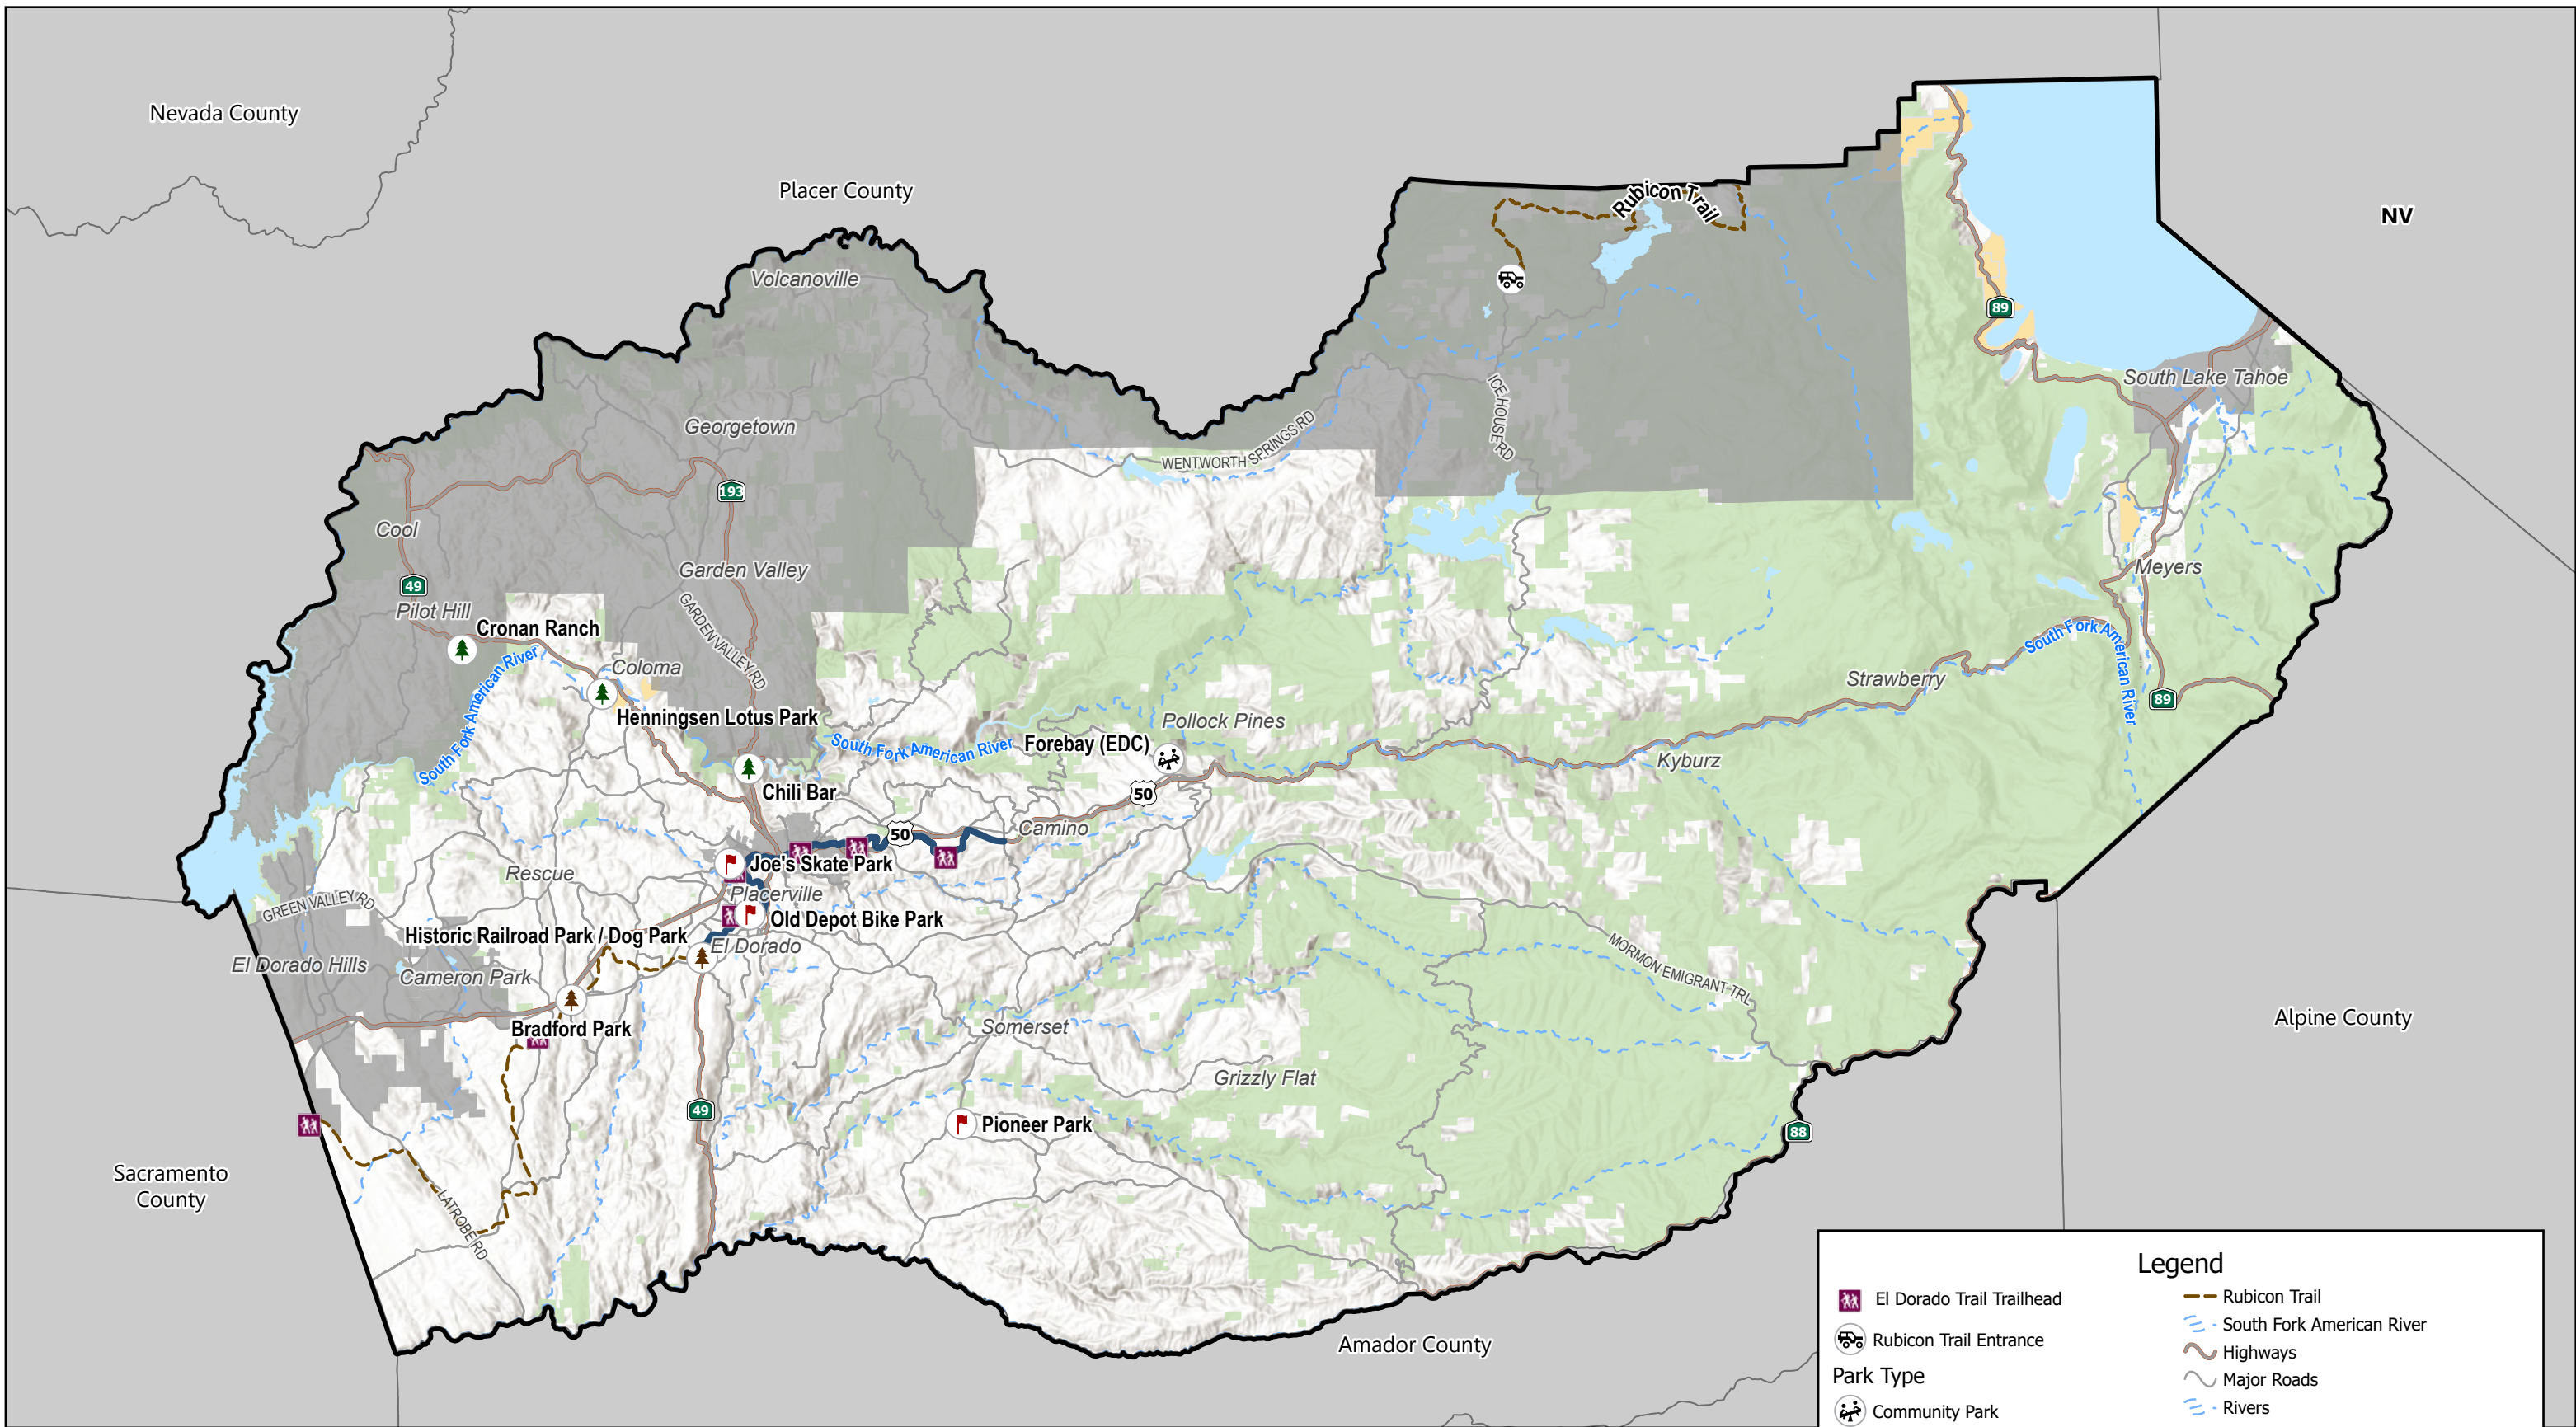 Nevada County
Placer County
NV
Rubicon Trail
Volcanoville
89
South Lake Tahoe
Georgetown
ICE HOUSE RD
WENTWORTH SPRINGS RD
193
Cool
49
Garden Valley
Meyers
Pilot Hill
Cronan Ranch
GARDEN VALLEY RD
South Fork American River
Coloma
South Fork American River
Strawberry
89
Henningsen Lotus Park
Pollock Pines
South Fork American River
Forebay (EDC)
Kyburz
Chili Bar
50
50
Camino
Joe's Skate Park
Rescue
Placerville
GREEN VALLEY RD
Old Depot Bike Park
Historic Railroad Park / Dog Park
El Dorado
El Dorado Hills
Cameron Park
MORMON EMIGRANT TRL
Bradford Park
Somerset
Alpine County
Grizzly Flat
49
Pioneer Park
88
Sacramento
County
LATROBE RD
Amador County
Legend
El Dorado Trail Trailhead
Rubicon Trail Entrance
Park Type
Community Park
Rubicon Trail
South Fork American River
Highways
Major Roads
Rivers